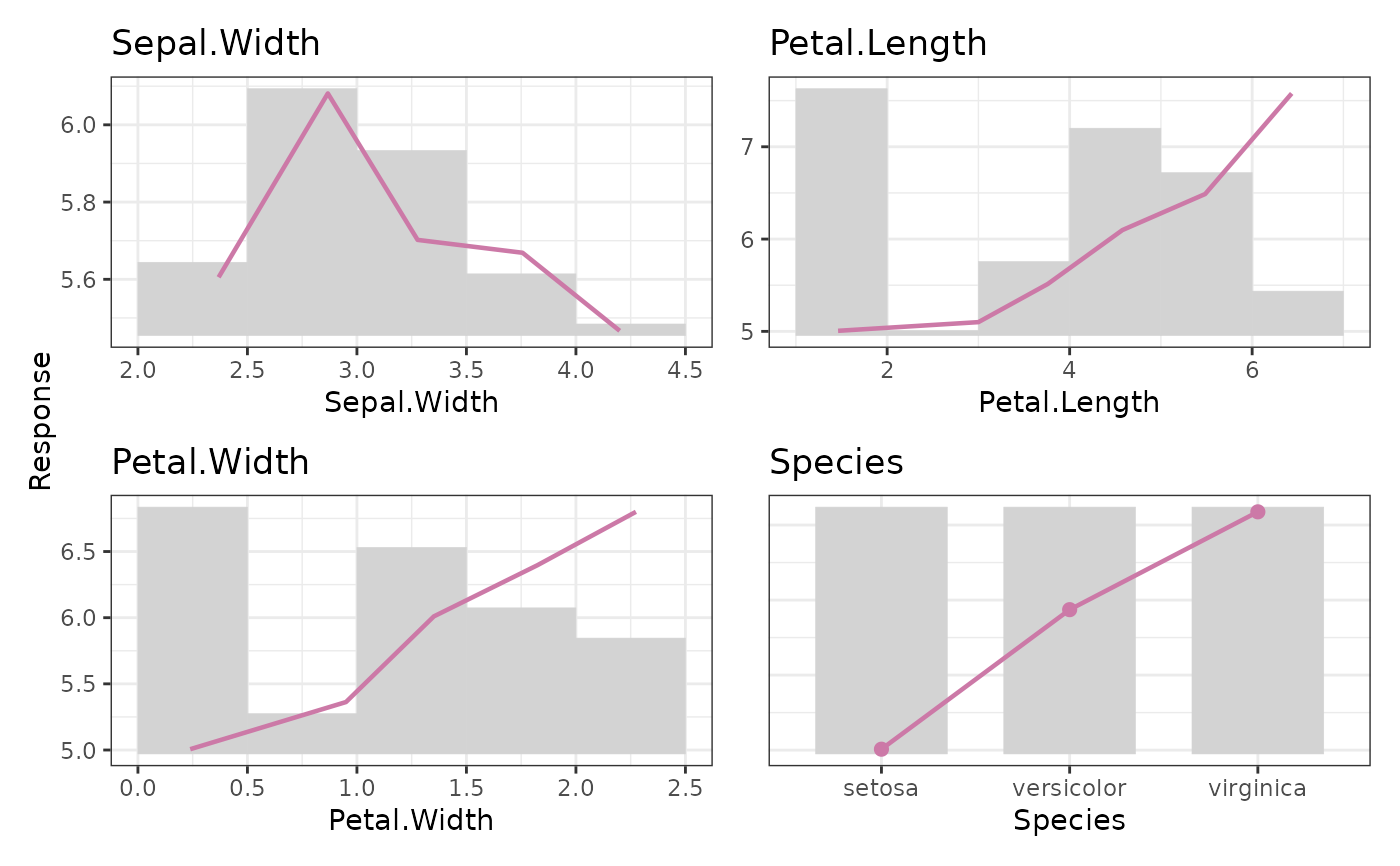 Sepal.Width
6.0
5.8
5.6
2.0 2.5 3.0 3.5 4.0 4.5
Sepal.Width
Petal.Length
7
6
5
2 4 6
Petal.Length
Response
Petal.Width
6.5
6.0
5.5
5.0
0.0 0.5 1.0 1.5 2.0 2.5
Petal.Width
Species
setosa versicolor virginica
Species